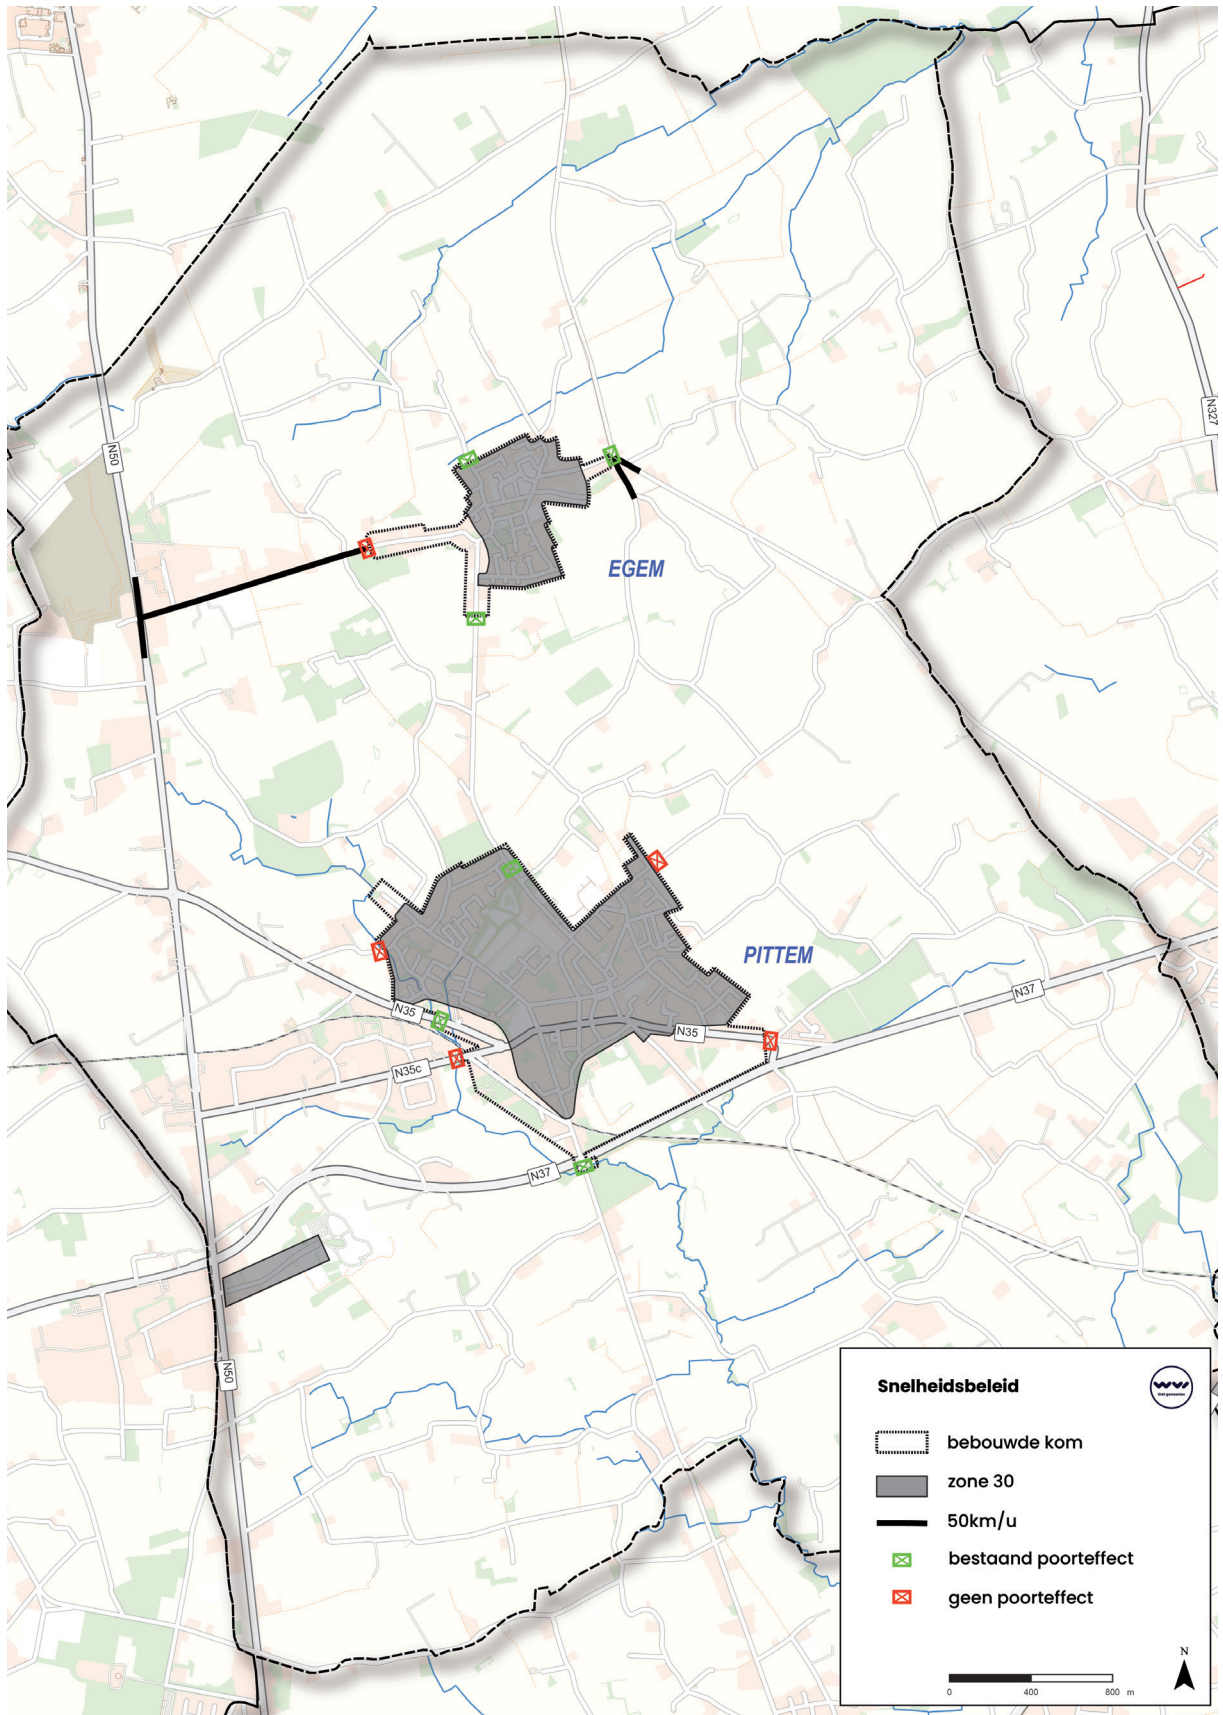 N50
N327
EGEM
PITTEM
N37
N35
N35
N35c
N37
N50
Snelheidsbeleid
bebouwde kom
zone 30
50km/u
bestaand poorteffect
geen poorteffect
N
0 400 800 m